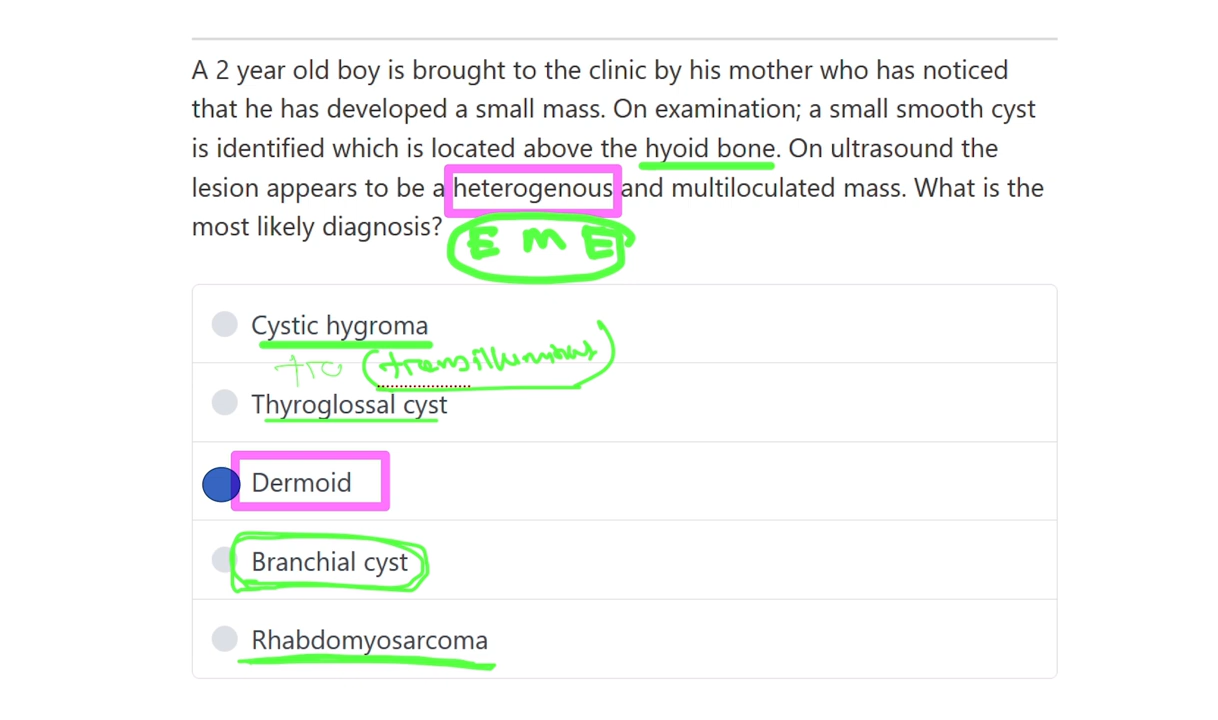 A 2 year old boy is brought to the clinic by his mother who has noticed
that he has developed a small mass. On examination; a small smooth cyst
is identified which is located above the hyoid bone. On ultrasound the
lesion appears to be a heterogenous and multiloculated mass. What is the
most likely diagnosis?
E M E
Cystic hygroma
Thyroglossal cyst
Dermoid
Branchial cyst
Rhabdomyosarcoma